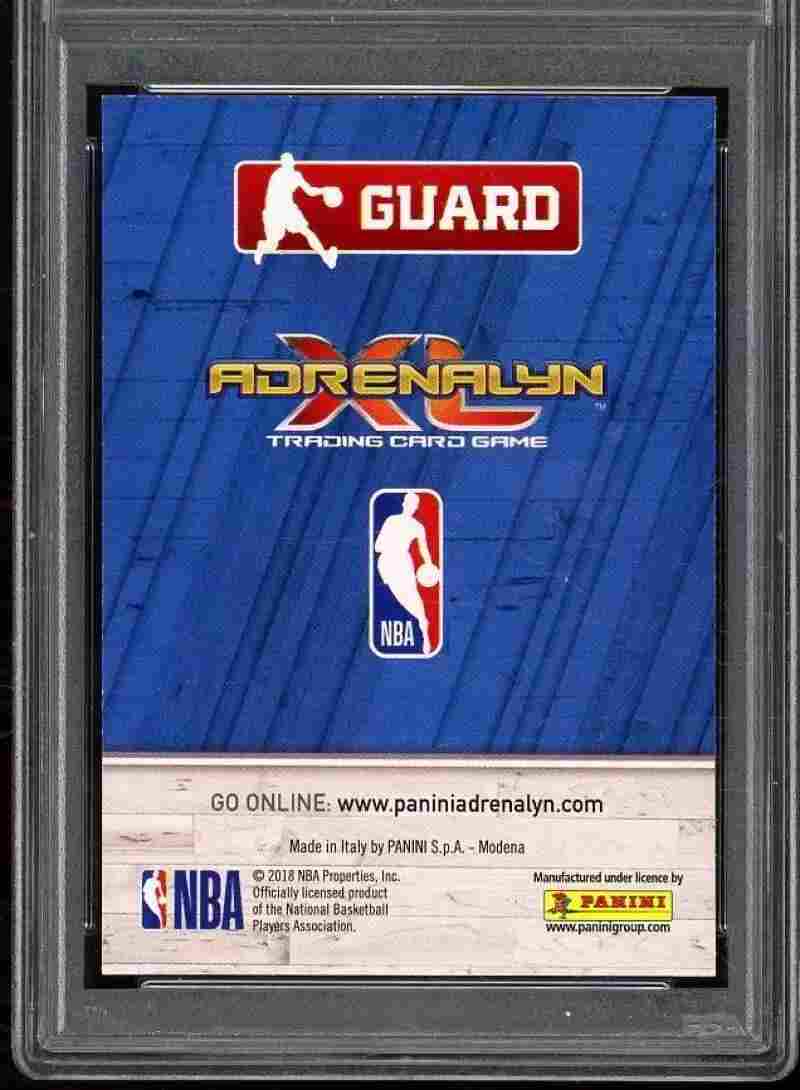 GUARD
ADRENALYN
XL
™
TRADING CARD GAME
NBA
GO ONLINE: www.paniniadrenalyn.com
Made in Italy by PANINI S.p.A. - Modena
NBA
© 2018 NBA Properties, Inc.
Officially licensed product
of the National Basketball
Players Association.
Manufactured under licence by
PANINI
www.paninigroup.com